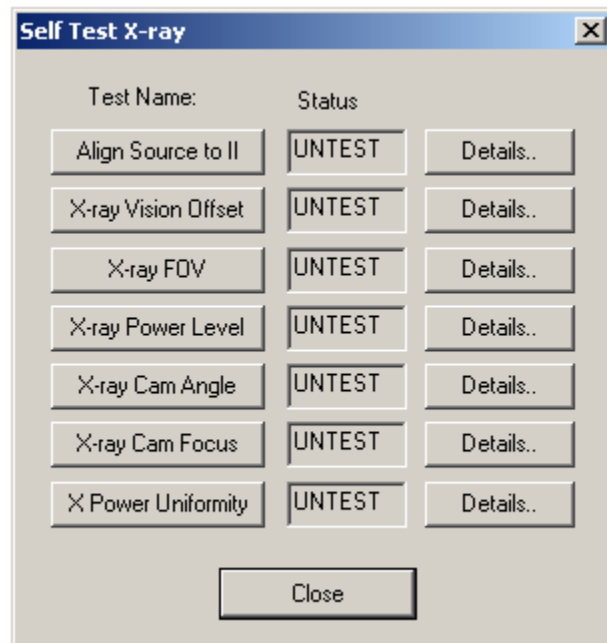 Self Test X-ray
Test Name: Status
Align Source to II UNTEST Details..
X-ray Vision Offset UNTEST Details..
X-ray FOV UNTEST Details..
X-ray Power Level UNTEST Details..
X-ray Cam Angle UNTEST Details..
X-ray Cam Focus UNTEST Details..
X Power Uniformity UNTEST Details..
Close